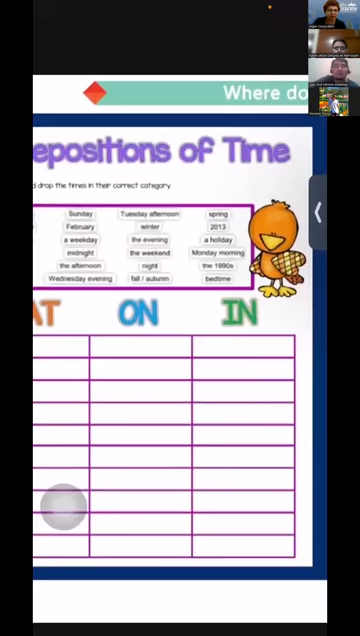 Where do
epositions of Time
d drop the times in their correct category.
Sunday Tuesday afternoon spring
February winter 2013
a weekday the evening a holiday
midnight the weekend Monday morning
the afternoon night the 1990s
Wednesday evening fall / autumn bedtime
AT ON IN